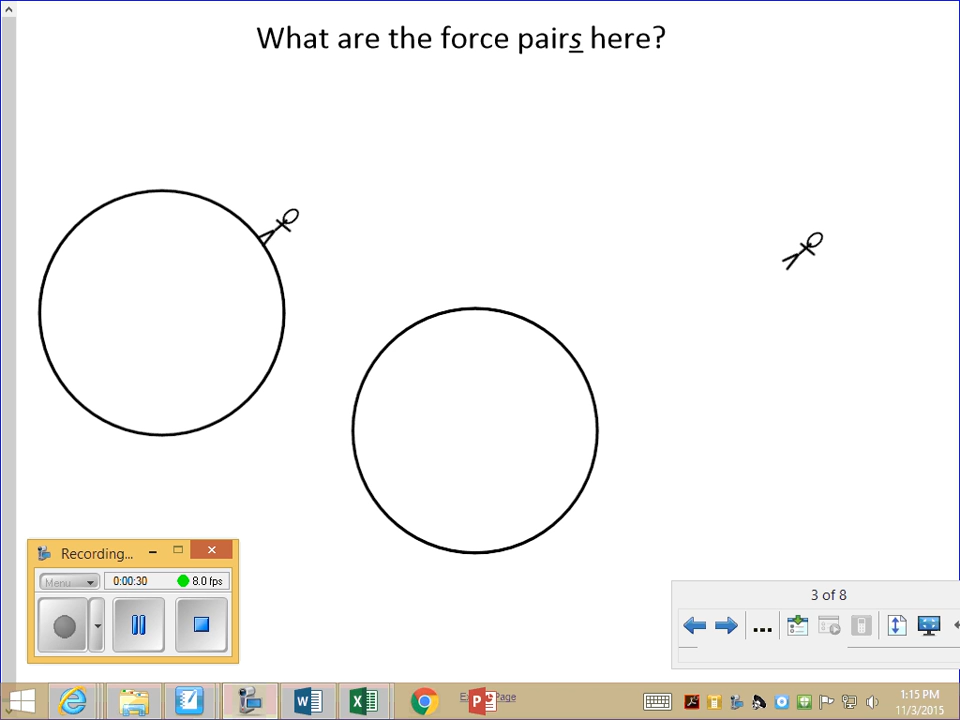 What are the force pairs here?
Recording...
Menu
0:00:30
8.0 fps
3 of 8
...
Page
1:15 PM
11/3/2015